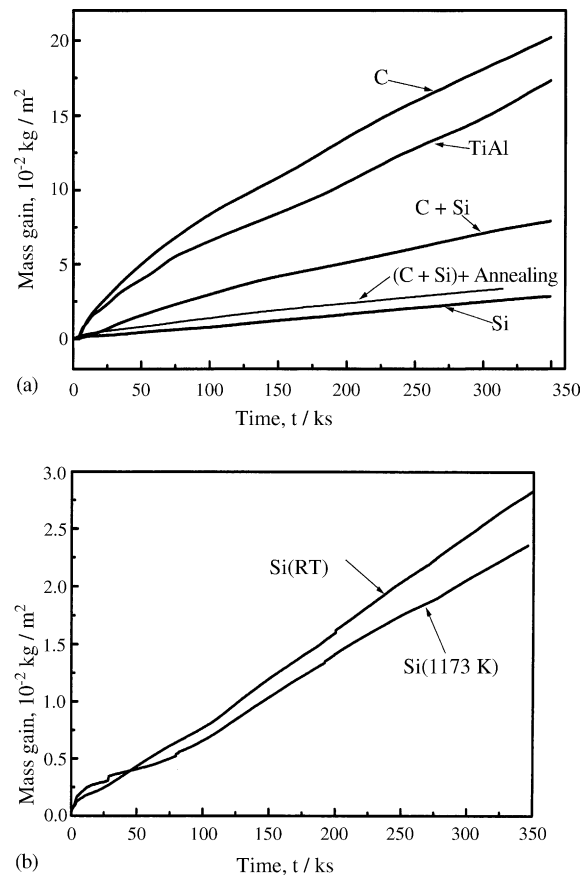 20
15
10
5
0
Mass gain, 10⁻² kg / m²
C
TiAl
C + Si
(C + Si)+ Annealing
Si
0 50 100 150 200 250 300 350
(a)
Time, t / ks
3.0
2.5
2.0
1.5
1.0
0.5
0.0
Mass gain, 10⁻² kg / m²
Si(RT)
Si(1173 K)
0 50 100 150 200 250 300 350
(b)
Time, t / ks